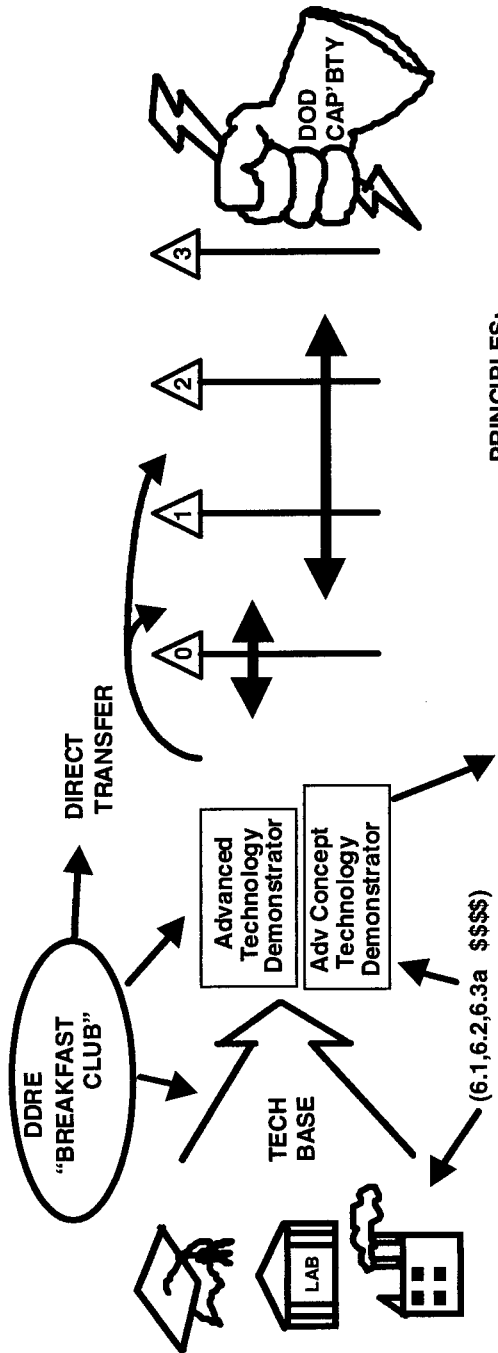 DDRE
“BREAKFAST
CLUB”
DIRECT
TRANSFER
0
1
2
3
DOD
CAP'BTY
LAB
TECH
BASE
Advanced
Technology
Demonstrator
Adv Concept
Technology
Demonstrator
(6.1,6.2,6.3a $$$$)
PRINCIPLES: